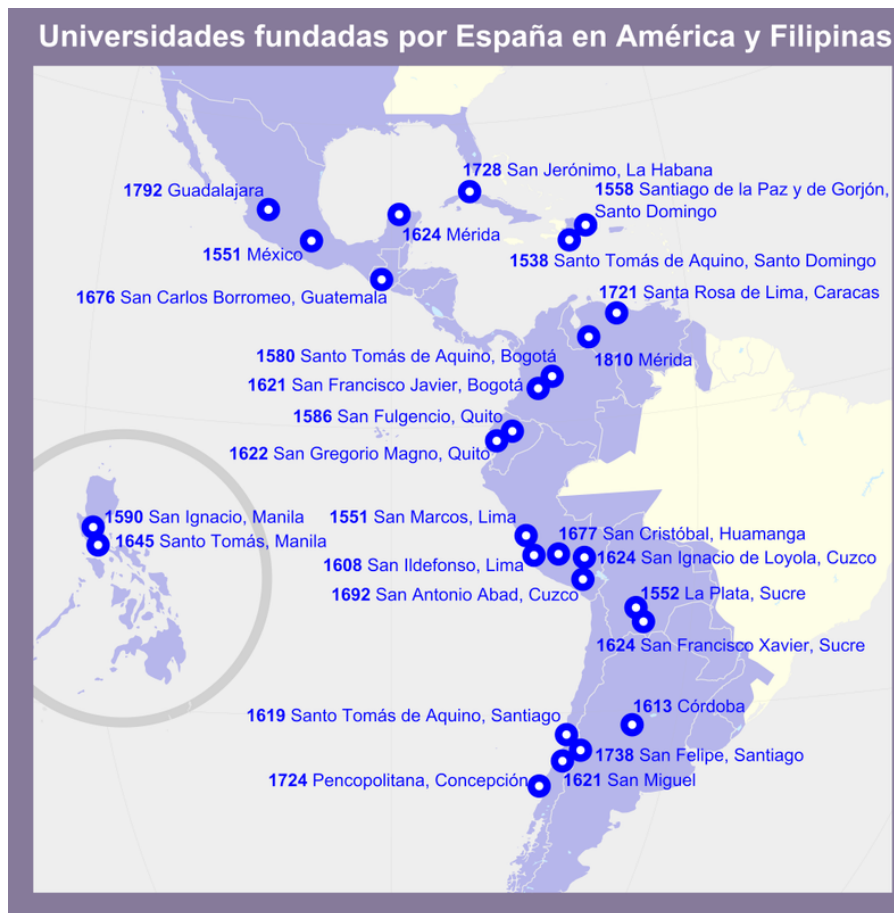 Universidades fundadas por España en América y Filipinas
1728 San Jerónimo, La Habana
1792 Guadalajara
1558 Santiago de la Paz y de Gorjón,
Santo Domingo
1624 Mérida
1551 México
1538 Santo Tomás de Aquino, Santo Domingo
1676 San Carlos Borromeo, Guatemala
1721 Santa Rosa de Lima, Caracas
1580 Santo Tomás de Aquino, Bogotá
1810 Mérida
1621 San Francisco Javier, Bogotá
1586 San Fulgencio, Quito
1622 San Gregorio Magno, Quito
1590 San Ignacio, Manila
1645 Santo Tomás, Manila
1551 San Marcos, Lima
1677 San Cristóbal, Huamanga
1608 San Ildefonso, Lima
1624 San Ignacio de Loyola, Cuzco
1692 San Antonio Abad, Cuzco
1552 La Plata, Sucre
1624 San Francisco Xavier, Sucre
1613 Córdoba
1619 Santo Tomás de Aquino, Santiago
1738 San Felipe, Santiago
1724 Pencopolitana, Concepción
1621 San Miguel